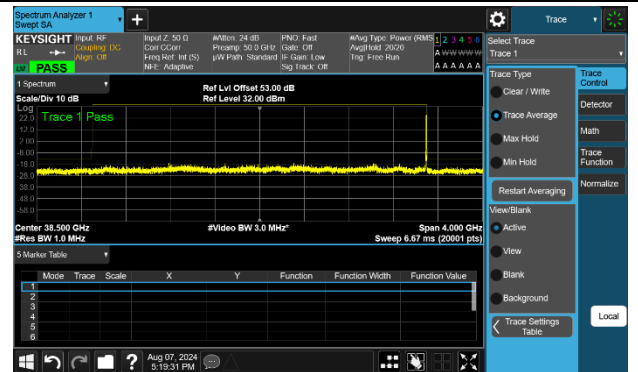 Spectrum Analyzer 1
Swept SA
Trace
KEYSIGHT Input: RF Input Z: 50 Ω #Atten: 24 dB PNO: Fast #Avg Type: Power (RMS 1 2 3 4 5 6
RL Coupling: DC Corr CCorr Preamp: 50.0 GHz Gate: Off Avg|Hold: 20/20 A W W W W W
Align: Off Freq Ref: Int (S) µW Path: Standard IF Gain: Low Trig: Free Run
LV PASS NFE: Adaptive Sig Track: Off A A A A A A
Select Trace
Trace 1
1 Spectrum
Scale/Div 10 dB
Ref Lvl Offset 53.00 dB
Ref Level 32.00 dBm
Log
Trace 1 Pass
22.0
12.0
2.00
-8.00
-18.0
-28.0
-38.0
-48.0
-58.0
Center 38.500 GHz #Video BW 3.0 MHz* Span 4.000 GHz
#Res BW 1.0 MHz Sweep 6.67 ms (20001 pts)
5 Marker Table
Mode Trace Scale X Y Function Function Width Function Value
1
2
3
4
5
6
Trace Type
Clear / Write
Trace Average
Max Hold
Min Hold
Restart Averaging
View/Blank
Active
View
Blank
Background
Trace Settings
Table
Trace
Control
Detector
Math
Trace
Function
Normalize
Local
?
Aug 07, 2024
5:19:31 PM